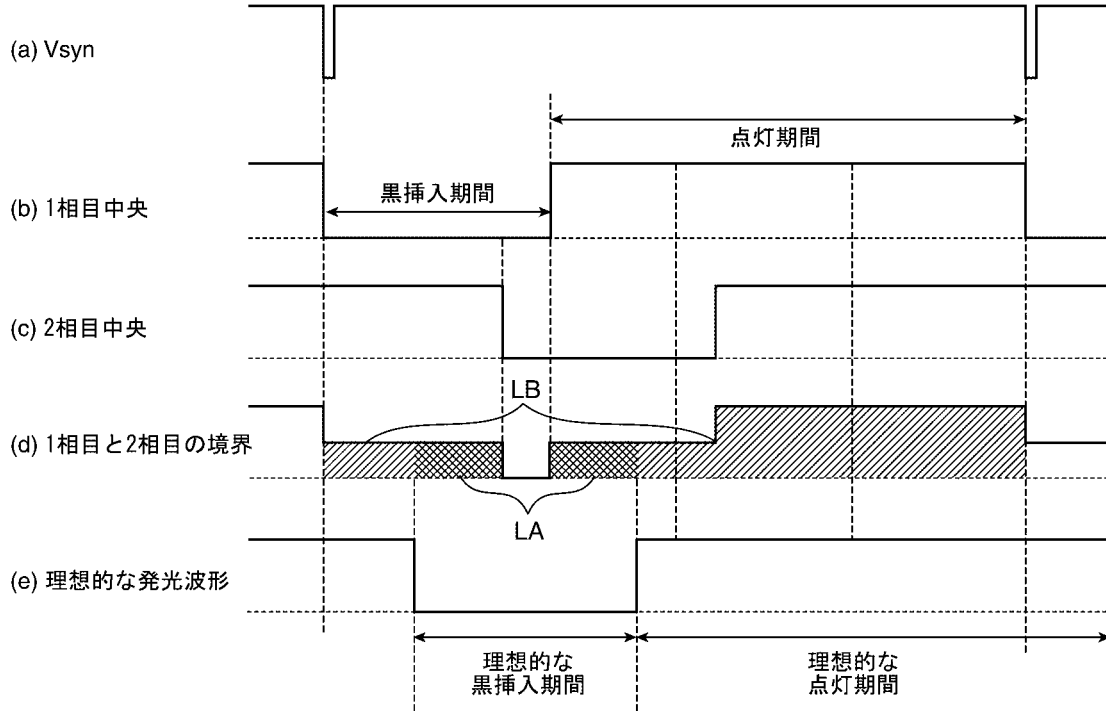 (a) Vsyn
点灯期間
(b) 1相目中央
黒挿入期間
(c) 2相目中央
LB
(d) 1相目と2相目の境界
LA
(e) 理想的な発光波形
理想的な
黒挿入期間
理想的な
点灯期間